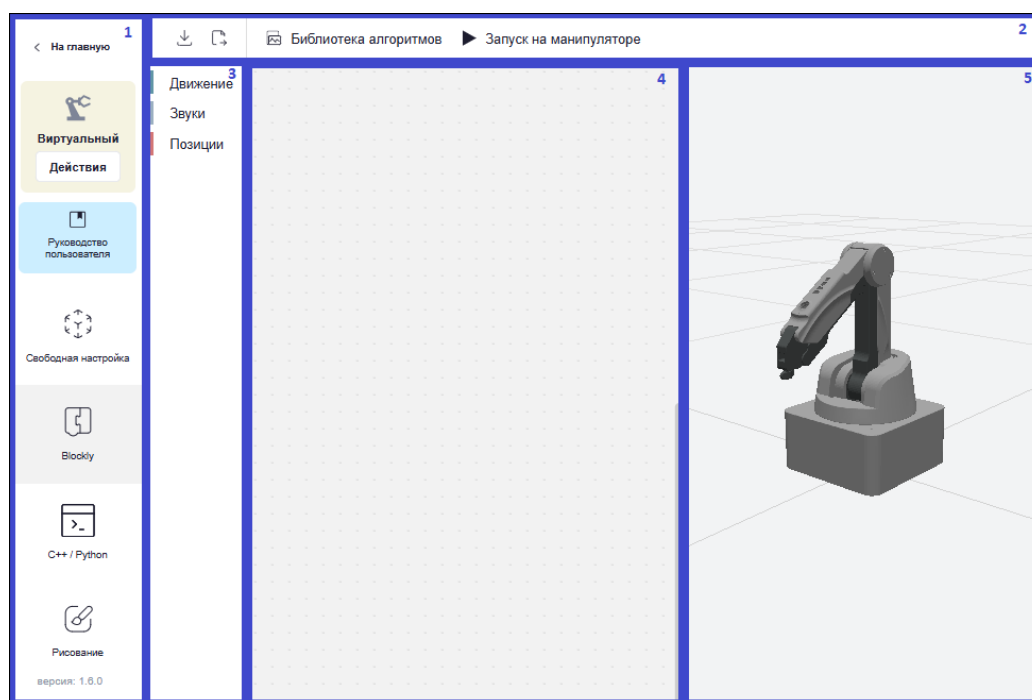 1
< На главную
Виртуальный
Действия
Руководство
пользователя
Свободная настройка
Blockly
C++ / Python
Рисование
версия: 1.6.0
2
Библиотека алгоритмов
Запуск на манипуляторе
3
Движение
Звуки
Позиции
4
5